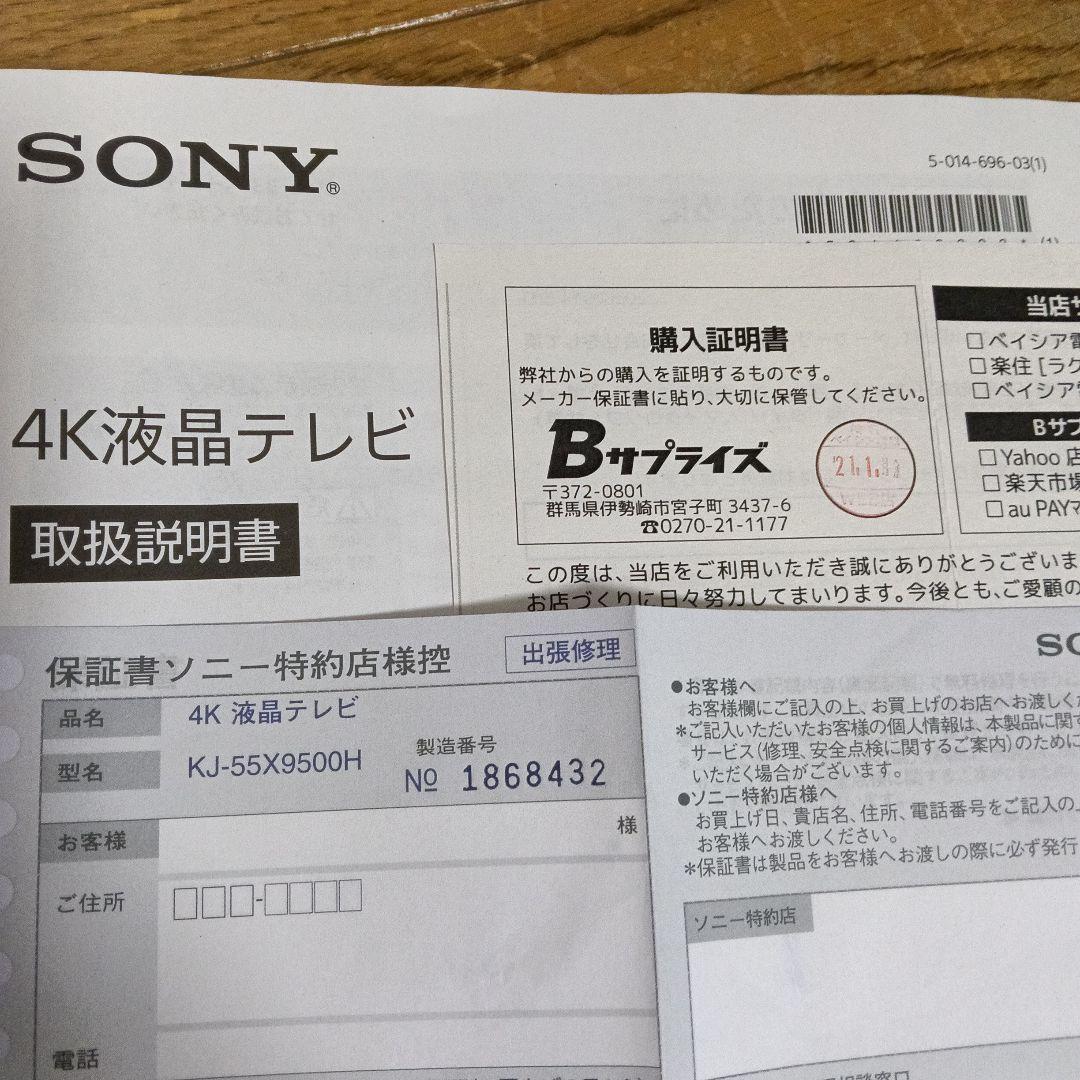 SONY®
5-014-696-03(1)
4K液晶テレビ
取扱説明書
購入証明書
弊社からの購入を証明するものです。
メーカー保証書に貼り、大切に保管してください。
Bサプライズ
〒372-0801
群馬県伊勢崎市宮子町 3437-6
☎0270-21-1177
'21.1.
当店サ
□ベイシア電
□楽住 [ラク
□ベイシア
Bサプ
□Yahoo 店
□楽天市場
□au PAYマ
この度は、当店をご利用いただき誠にありがとうございま
お店づくりに日々努力してまいります。今後とも、ご愛顧の
保証書ソニー特約店様控
出張修理
品名
4K 液晶テレビ
型名
KJ-55X9500H
製造番号
№ 1868432
お客様
様
ご住所
電話
SO
●お客様へ
お客様欄にご記入の上、お買上げのお店へお渡しくだ
*ご記入いただいたお客様の個人情報は、本製品に関す
サービス(修理、安全点検に関するご案内)のために
いただく場合がございます。
●ソニー特約店様へ
お買上げ日、貴店名、住所、電話番号をご記入の上
お客様へお渡しください。
*保証書は製品をお客様へお渡しの際に必ず発行
ソニー特約店